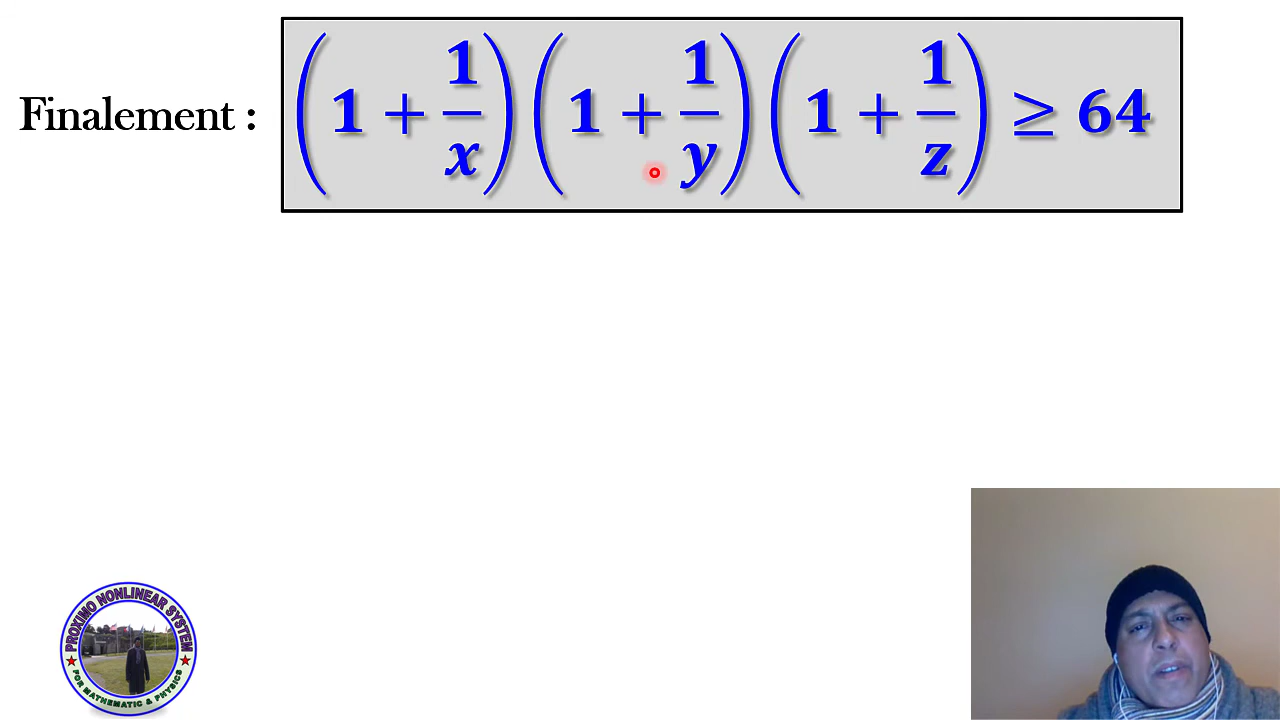 Finalement : (1 + 1/x)(1 + 1/y)(1 + 1/z) ≥ 64
PROXIMO NONLINEAR SYSTEM
FOR MATHEMATIC & PHYSICS